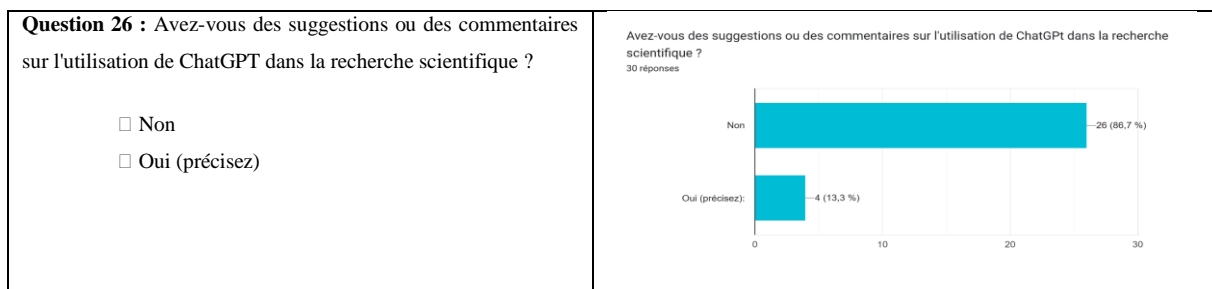 Question 26 : Avez-vous des suggestions ou des commentaires
sur l'utilisation de ChatGPT dans la recherche scientifique ?
☐ Non
☐ Oui (précisez)
Avez-vous des suggestions ou des commentaires sur l'utilisation de ChatGPt dans la recherche
scientifique ?
30 réponses
Non
26 (86,7 %)
Oui (précisez):
4 (13,3 %)
0 10 20 30